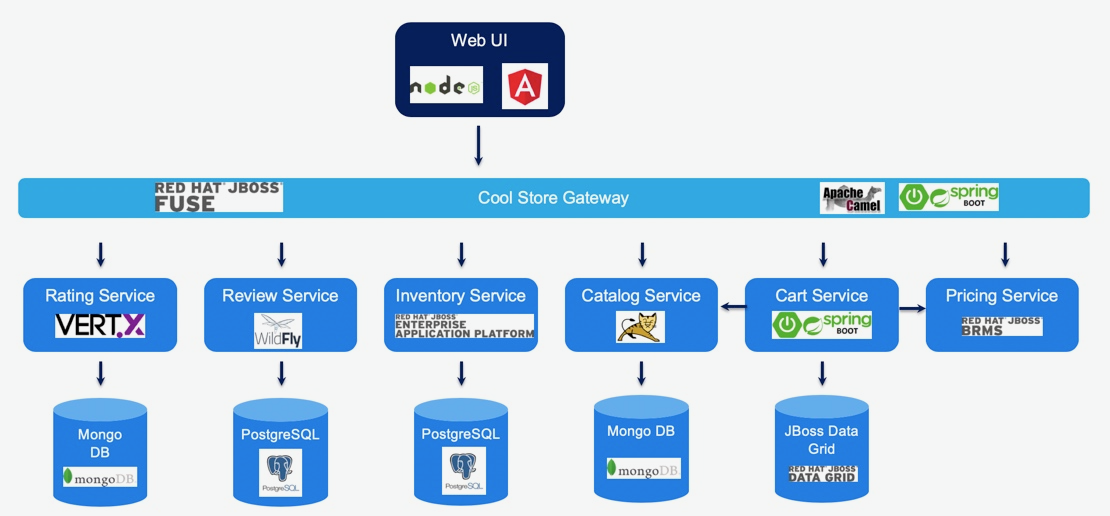 Web UI
node JS
A
RED HAT JBOSS
FUSE
Cool Store Gateway
Apache
Camel
spring
BOOT
Rating Service
VERT.X
Review Service
WildFly
Inventory Service
RED HAT JBOSS
ENTERPRISE
APPLICATION PLATFORM
Catalog Service
Cart Service
spring
BOOT
Pricing Service
RED HAT JBOSS
BRMS
Mongo
DB
mongoDB
PostgreSQL
PostgreSQL
PostgreSQL
PostgreSQL
Mongo DB
mongoDB
JBoss Data
Grid
RED HAT JBOSS
DATA GRID